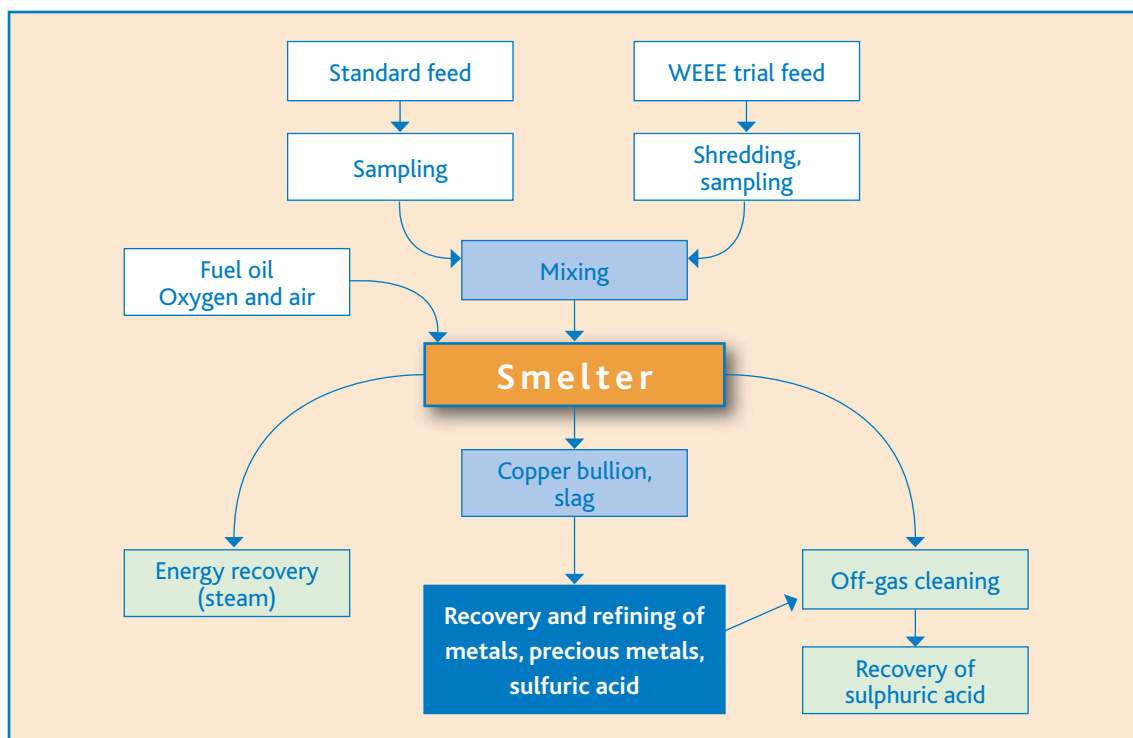 Standard feed
WEEE trial feed
Sampling
Shredding,
sampling
Fuel oil
Oxygen and air
Mixing
Smelter
Copper bullion,
slag
Energy recovery
(steam)
Off-gas cleaning
Recovery and refining of
metals, precious metals,
sulfuric acid
Recovery of
sulphuric acid